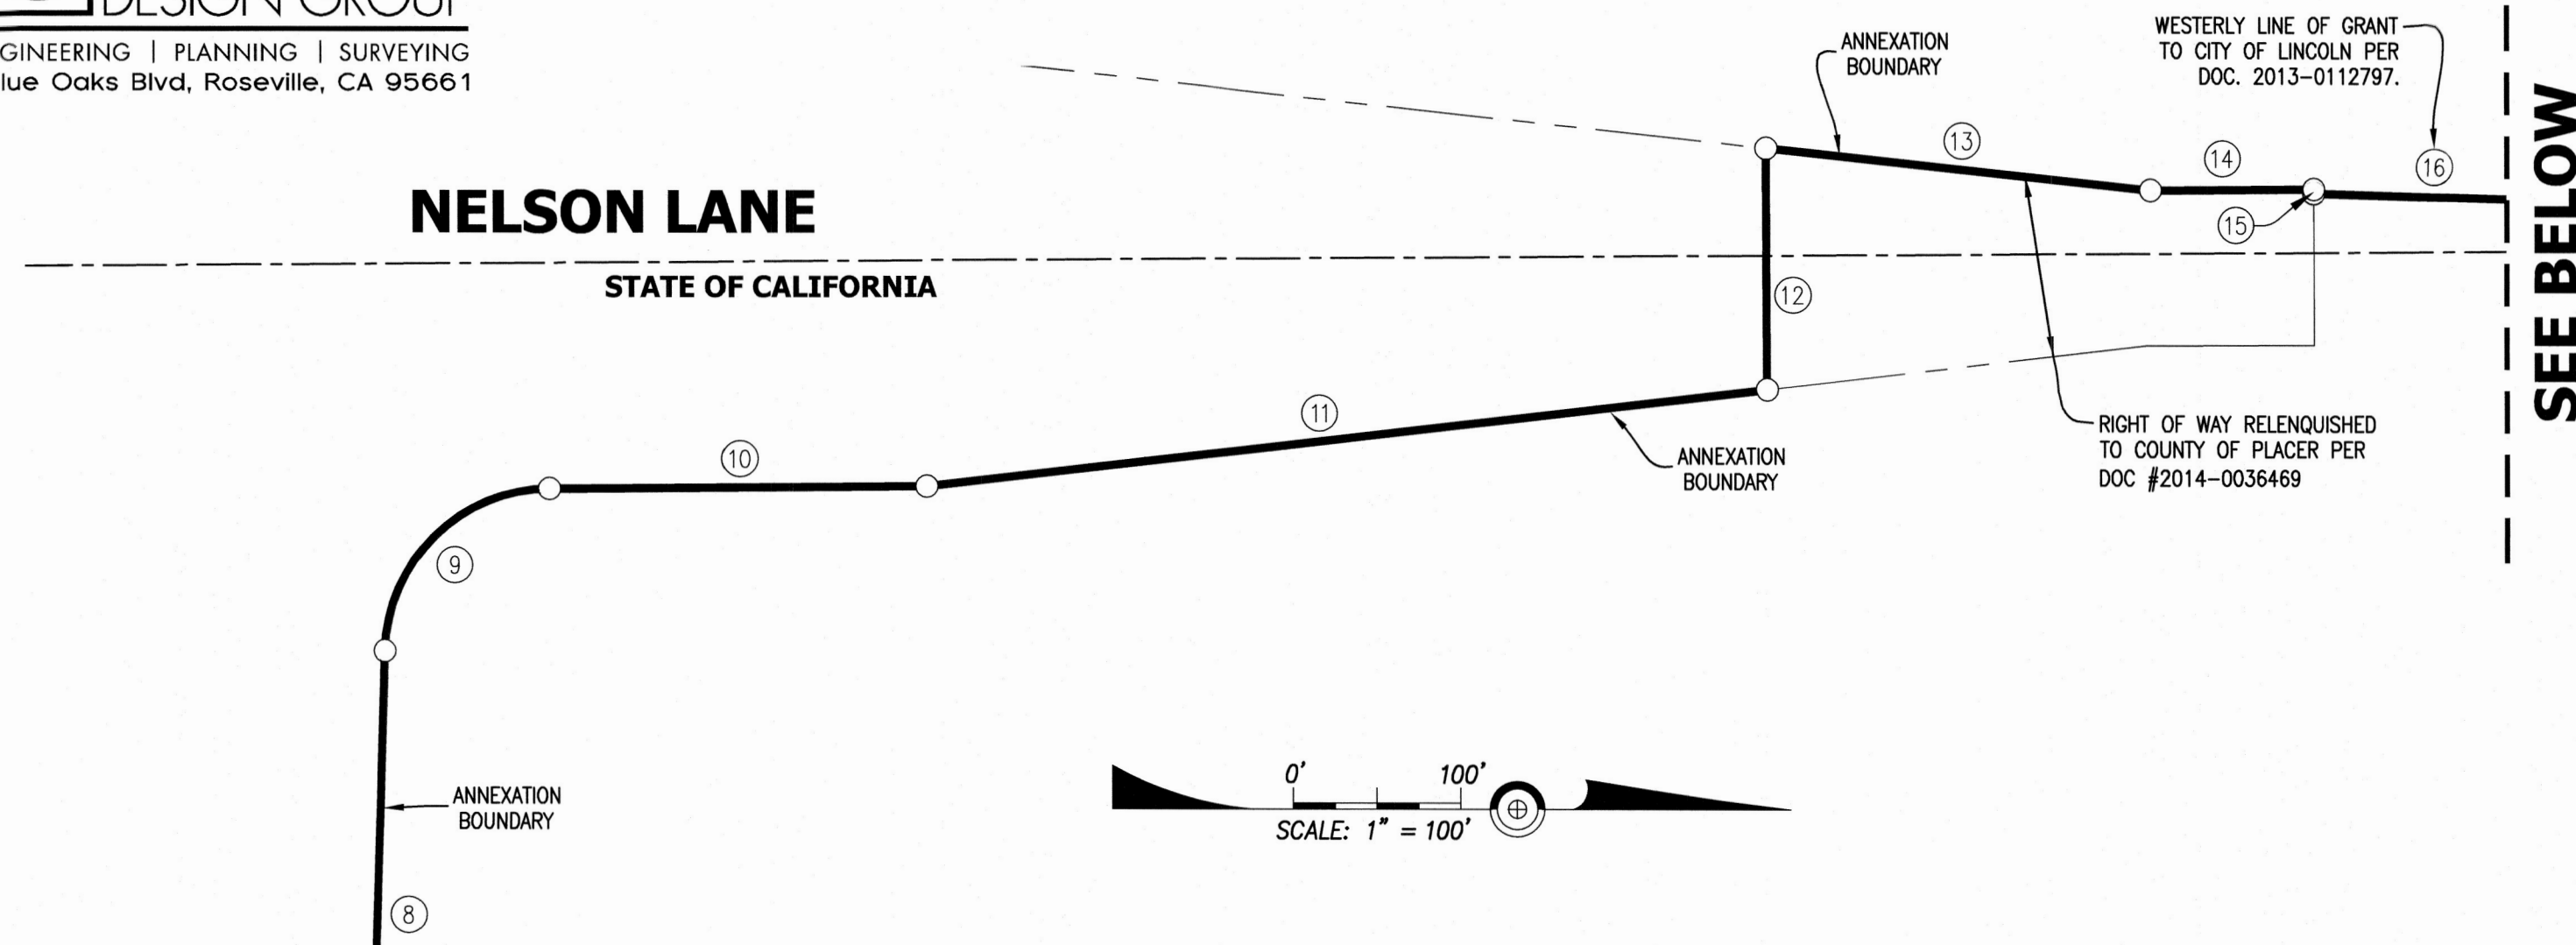 DESIGN GROUP
GINEERING | PLANNING | SURVEYING
lue Oaks Blvd, Roseville, CA 95661
ANNEXATION
BOUNDARY
WESTERLY LINE OF GRANT
TO CITY OF LINCOLN PER
DOC. 2013-0112797.
13
14
16
15
SEE BELOW
NELSON LANE
STATE OF CALIFORNIA
12
11
10
ANNEXATION
BOUNDARY
RIGHT OF WAY RELENQUISHED
TO COUNTY OF PLACER PER
DOC #2014-0036469
9
ANNEXATION
BOUNDARY
8
0' 100'
SCALE: 1" = 100'